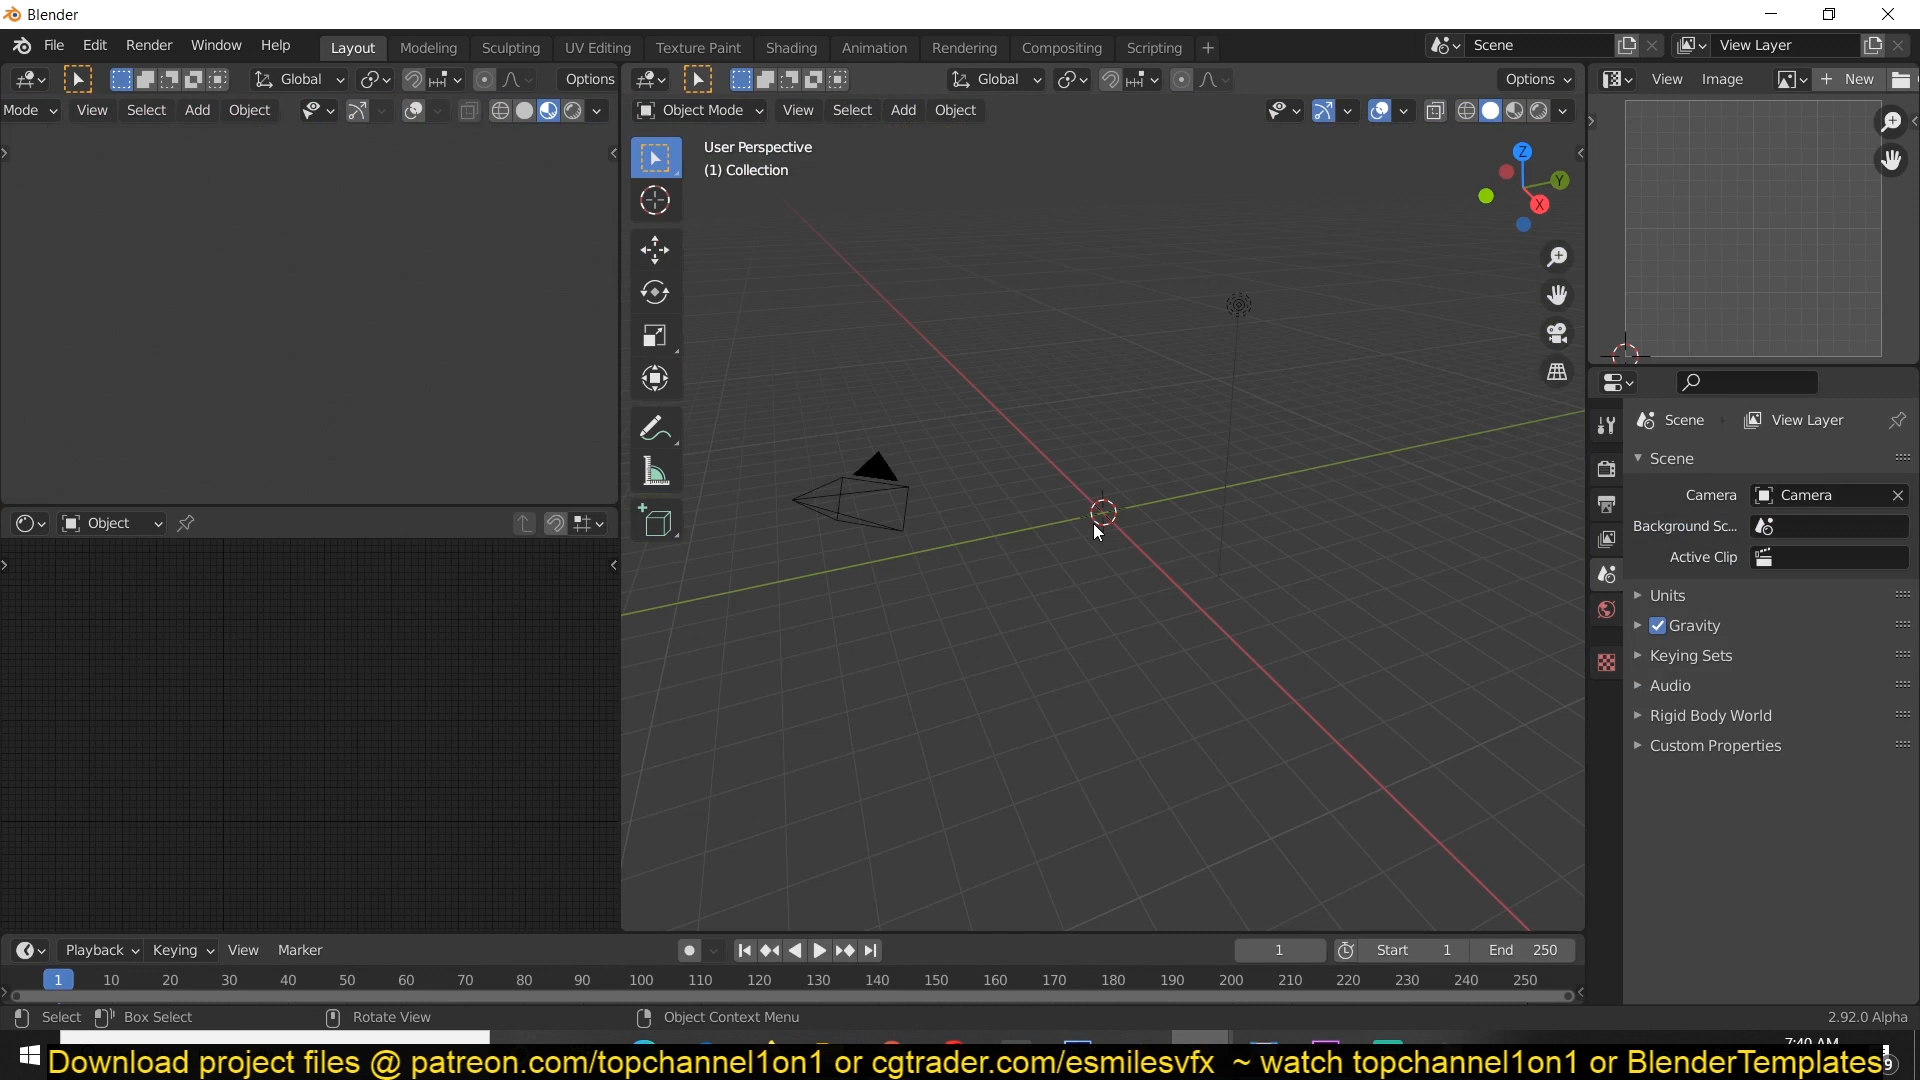 Blender
File Edit Render Window Help Layout Modeling Sculpting UV Editing Texture Paint Shading Animation Rendering Compositing Scripting + Scene View Layer
Global Options Global Options View Image New
Mode View Select Add Object Object Mode View Select Add Object
User Perspective
(1) Collection
Z
Y
X
Scene View Layer
Scene
Camera Camera
Background Sc...
Active Clip
Object
Units
Gravity
Keying Sets
Audio
Rigid Body World
Custom Properties
Playback Keying View Marker 1 Start 1 End 250
1 10 20 30 40 50 60 70 80 90 100 110 120 130 140 150 160 170 180 190 200 210 220 230 240 250
Select Box Select Rotate View Object Context Menu 2.92.0 Alpha
7:40 AM
Download project files @ patreon.com/topchannel1on1 or cgtrader.com/esmilesvfx ~ watch topchannel1on1 or BlenderTemplates